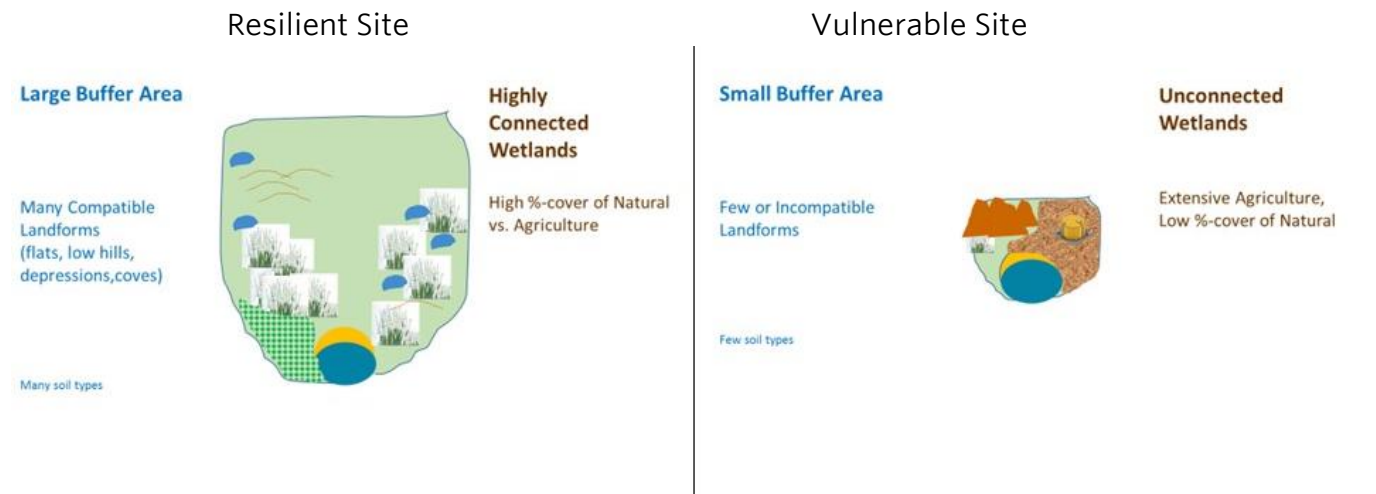 Resilient Site
Large Buffer Area
Many Compatible
Landforms
(flats, low hills,
depressions,coves)
Many soil types
Highly
Connected
Wetlands
High %-cover of Natural
vs. Agriculture
Vulnerable Site
Small Buffer Area
Few or Incompatible
Landforms
Few soil types
Unconnected
Wetlands
Extensive Agriculture,
Low %-cover of Natural